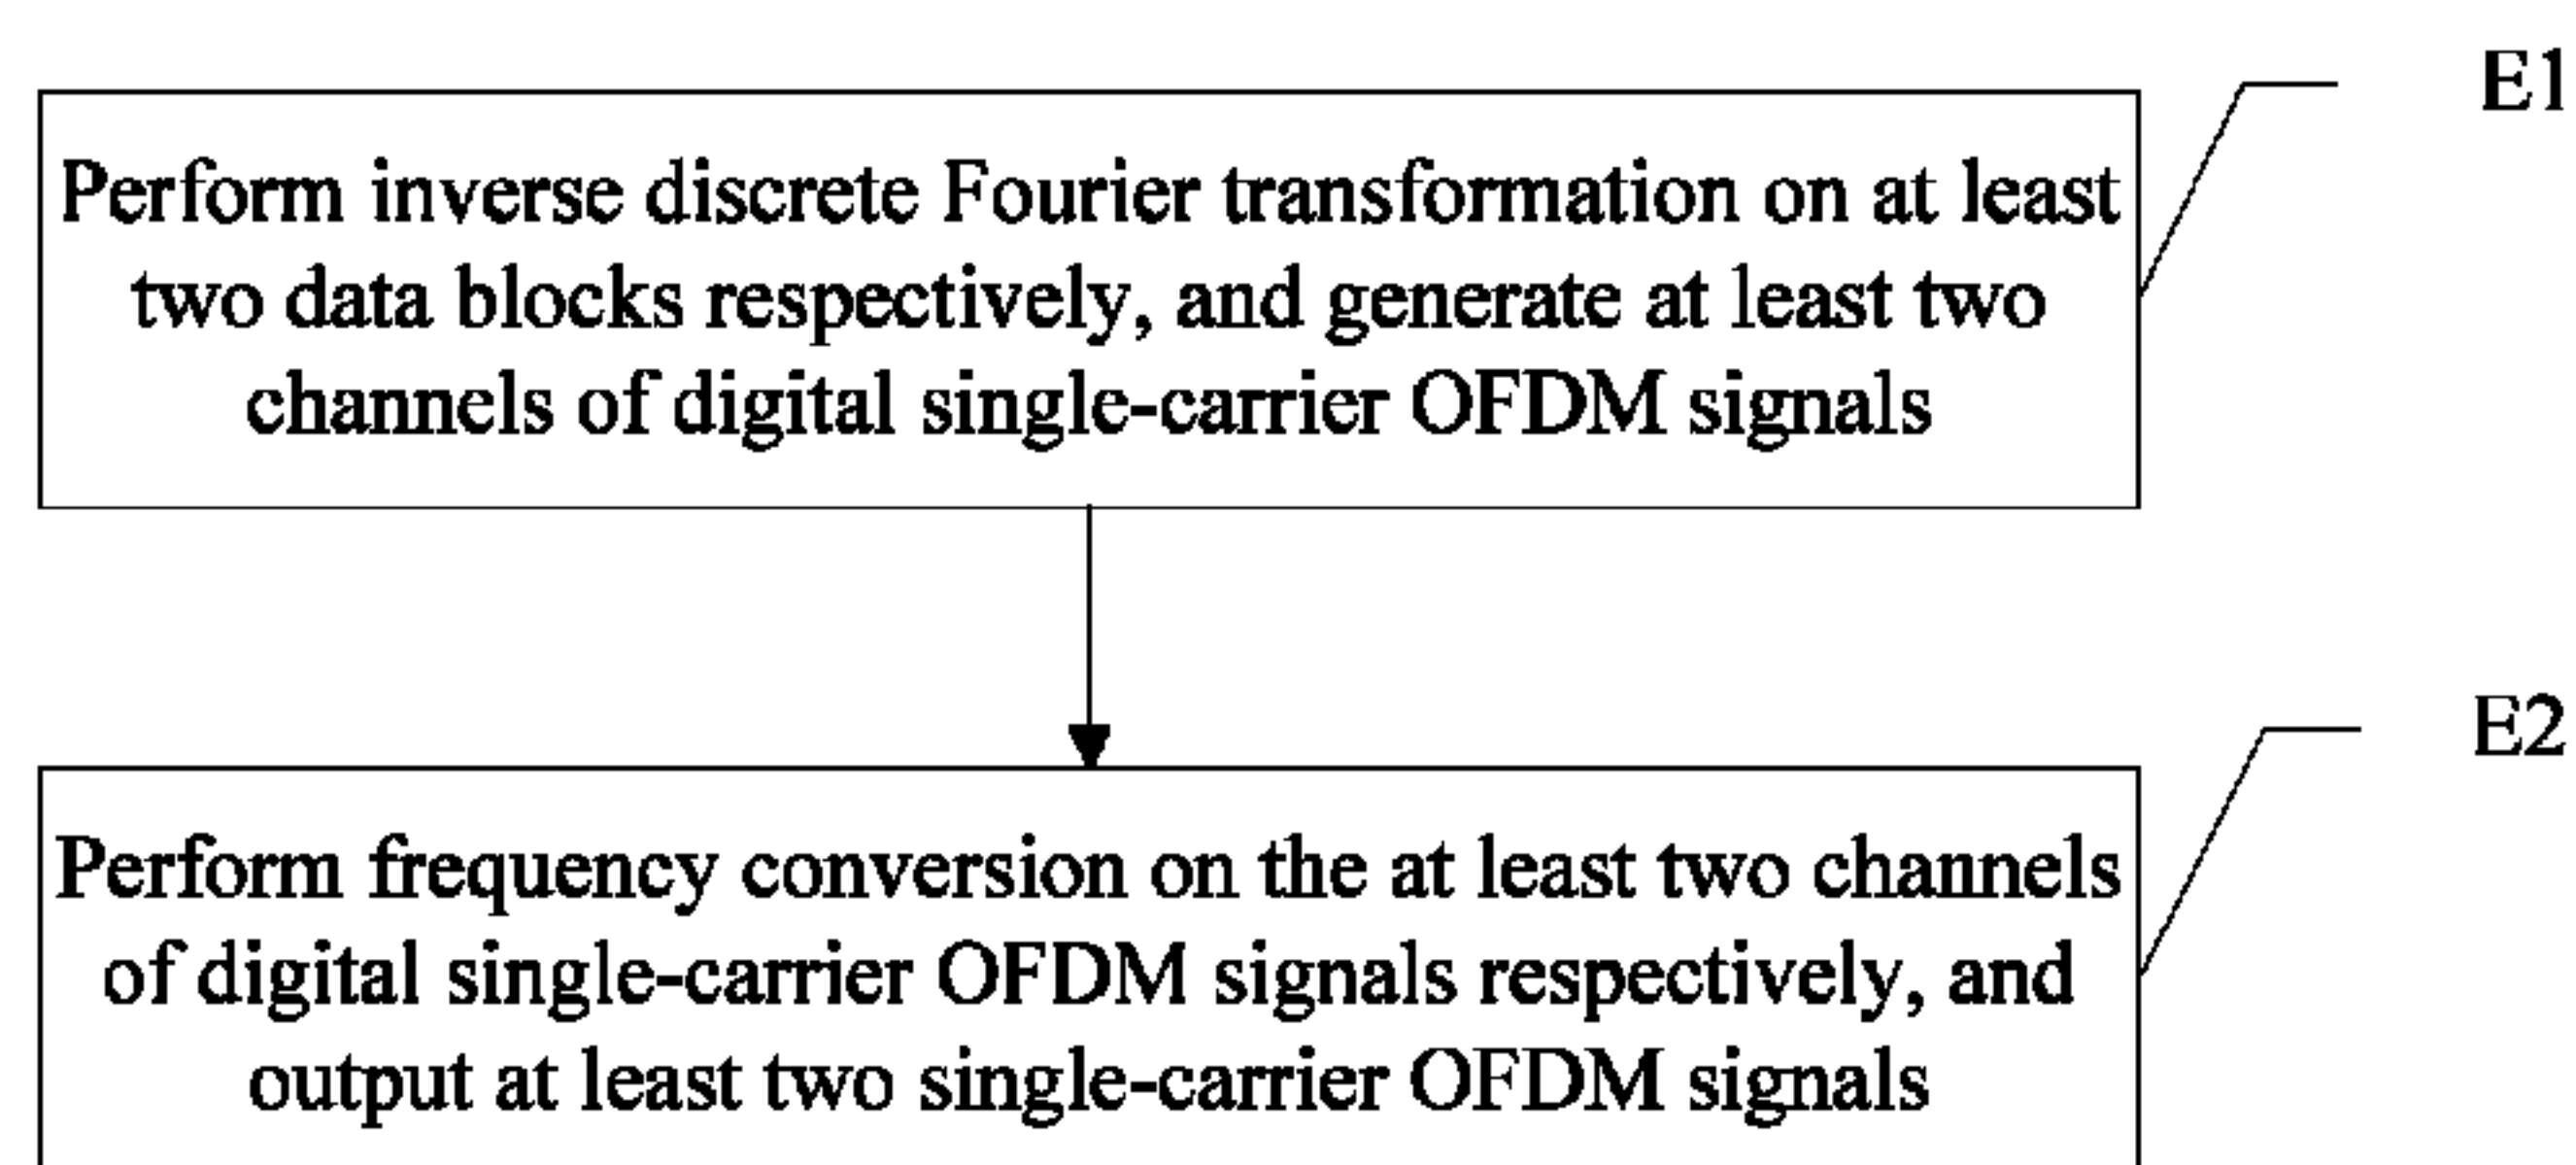 E1
Perform inverse discrete Fourier transformation on at least
two data blocks respectively, and generate at least two
channels of digital single-carrier OFDM signals
E2
Perform frequency conversion on the at least two channels
of digital single-carrier OFDM signals respectively, and
output at least two single-carrier OFDM signals